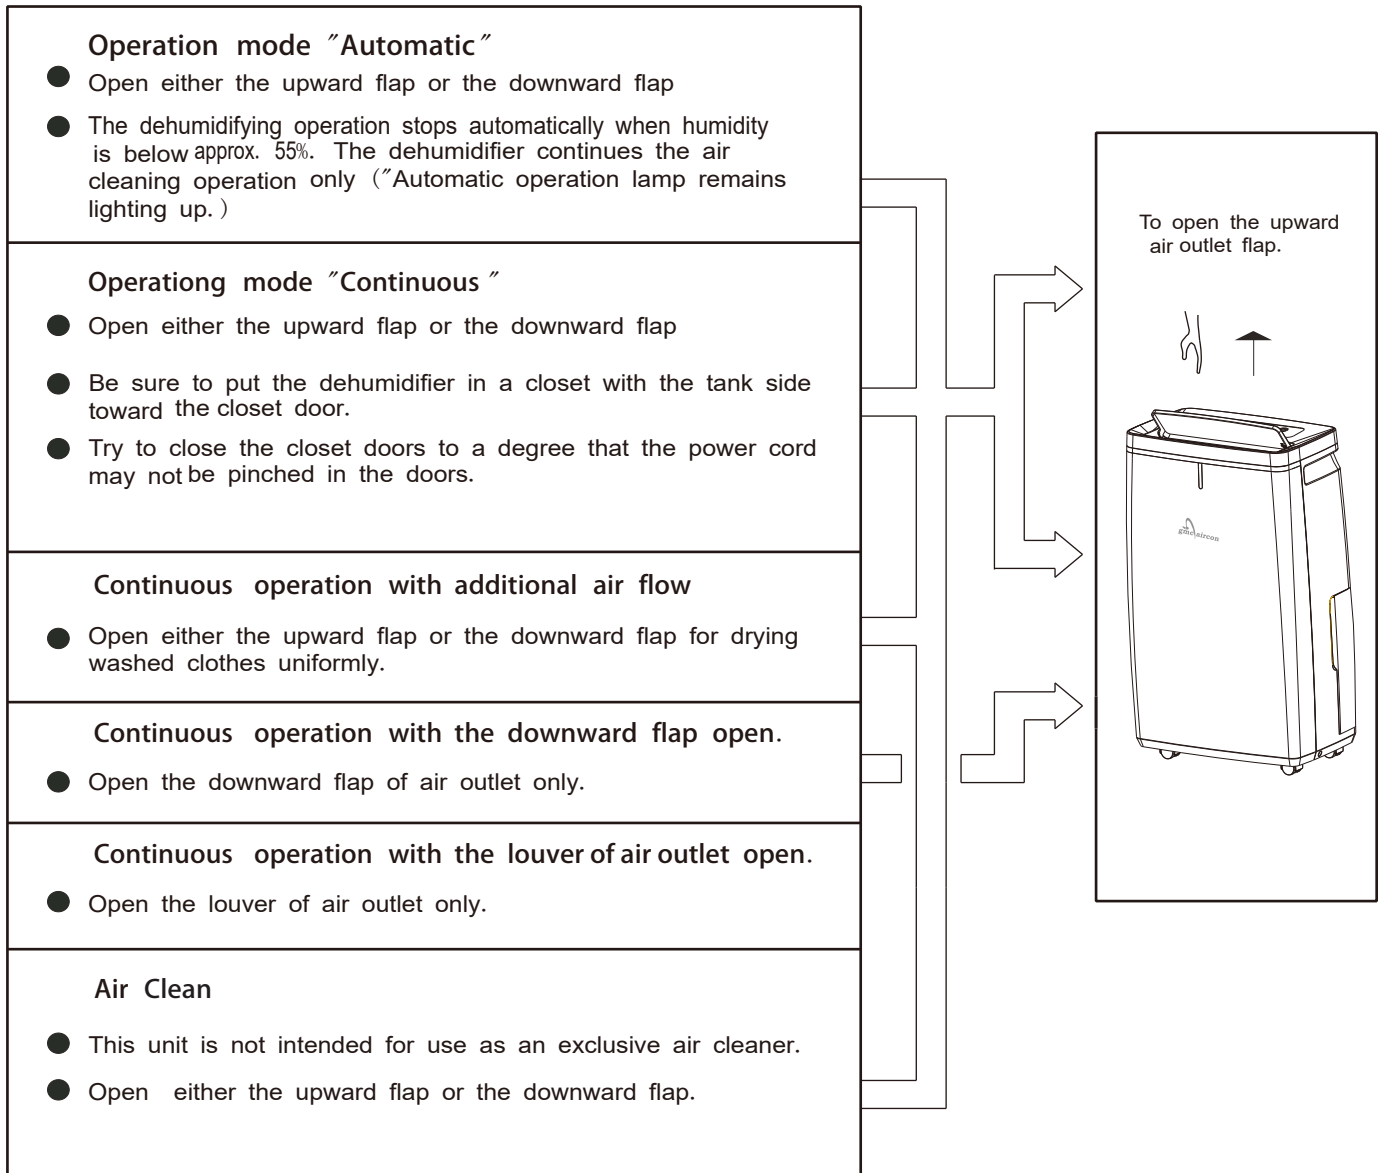 Operation mode ″Automatic″
● Open either the upward flap or the downward flap
● The dehumidifying operation stops automatically when humidity
is below approx. 55%. The dehumidifier continues the air
cleaning operation only (″Automatic operation lamp remains
lighting up.)
Operationg mode ″Continuous ″
● Open either the upward flap or the downward flap
● Be sure to put the dehumidifier in a closet with the tank side
toward the closet door.
● Try to close the closet doors to a degree that the power cord
may not be pinched in the doors.
Continuous operation with additional air flow
● Open either the upward flap or the downward flap for drying
washed clothes uniformly.
Continuous operation with the downward flap open.
● Open the downward flap of air outlet only.
Continuous operation with the louver of air outlet open.
● Open the louver of air outlet only.
Air Clean
● This unit is not intended for use as an exclusive air cleaner.
● Open either the upward flap or the downward flap.
To open the upward
air outlet flap.
gmc aircon